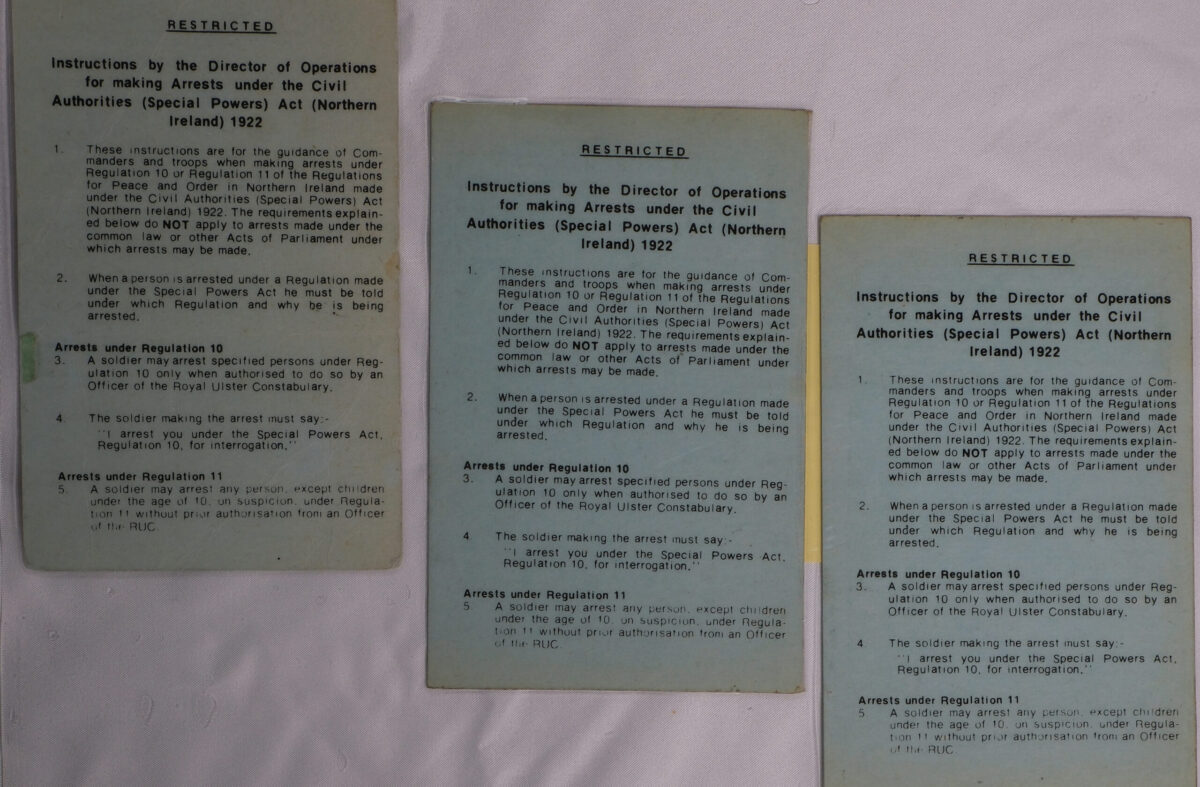 RESTRICTED
Instructions by the Director of Operations
for making Arrests under the Civil
Authorities (Special Powers) Act (Northern
Ireland) 1922
1. These instructions are for the guidance of Com-
manders and troops when making arrests under
Regulation 10 or Regulation 11 of the Regulations
for Peace and Order in Northern Ireland made
under the Civil Authorities (Special Powers) Act
(Northern Ireland) 1922. The requirements explain-
ed below do NOT apply to arrests made under the
common law or other Acts of Parliament under
which arrests may be made.
2. When a person is arrested under a Regulation made
under the Special Powers Act he must be told
under which Regulation and why he is being
arrested.
Arrests under Regulation 10
3. A soldier may arrest specified persons under Reg-
ulation 10 only when authorised to do so by an
Officer of the Royal Ulster Constabulary.
4. The soldier making the arrest must say:-
"I arrest you under the Special Powers Act,
Regulation 10, for interrogation."
Arrests under Regulation 11
5. A soldier may arrest any person, except children
under the age of 10, on suspicion, under Regula-
tion 11 without prior authorisation from an Officer
of the RUC
RESTRICTED
Instructions by the Director of Operations
for making Arrests under the Civil
Authorities (Special Powers) Act (Northern
Ireland) 1922
1. These instructions are for the guidance of Com-
manders and troops when making arrests under
Regulation 10 or Regulation 11 of the Regulations
for Peace and Order in Northern Ireland made
under the Civil Authorities (Special Powers) Act
(Northern Ireland) 1922. The requirements explain-
ed below do NOT apply to arrests made under the
common law or other Acts of Parliament under
which arrests may be made.
2. When a person is arrested under a Regulation made
under the Special Powers Act he must be told
under which Regulation and why he is being
arrested.
Arrests under Regulation 10
3. A soldier may arrest specified persons under Reg-
ulation 10 only when authorised to do so by an
Officer of the Royal Ulster Constabulary.
4 The soldier making the arrest must say:-
"I arrest you under the Special Powers Act,
Regulation 10, for interrogation."
Arrests under Regulation 11
5. A soldier may arrest any person, except children
under the age of 10, on suspicion, under Regula-
tion 11 without prior authorisation from an Officer
of the RUC
RESTRICTED
Instructions by the Director of Operations
for making Arrests under the Civil
Authorities (Special Powers) Act (Northern
Ireland) 1922
1. These instructions are for the guidance of Com-
manders and troops when making arrests under
Regulation 10 or Regulation 11 of the Regulations
for Peace and Order in Northern Ireland made
under the Civil Authorities (Special Powers) Act
(Northern Ireland) 1922. The requirements explain-
ed below do NOT apply to arrests made under the
common law or other Acts of Parliament under
which arrests may be made.
2. When a person is arrested under a Regulation made
under the Special Powers Act he must be told
under which Regulation and why he is being
arrested.
Arrests under Regulation 10
3. A soldier may arrest specified persons under Reg-
ulation 10 only when authorised to do so by an
Officer of the Royal Ulster Constabulary.
4 The soldier making the arrest must say:-
"I arrest you under the Special Powers Act,
Regulation 10, for interrogation."
Arrests under Regulation 11
5 A soldier may arrest any person, except children
under the age of 10, on suspicion, under Regula-
tion 11 without prior authorisation from an Officer
of the RUC